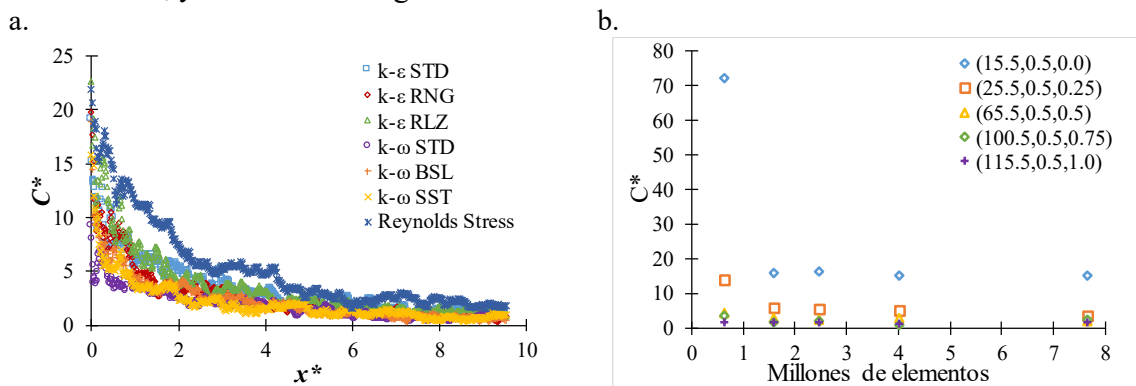 a.
25
20
15
10
5
0
C*
0 2 4 6 8 10
x*
k-ε STD
k-ε RNG
k-ε RLZ
k-ω STD
k-ω BSL
k-ω SST
Reynolds Stress
b.
80
70
60
50
40
30
20
10
0
C*
0 1 2 3 4 5 6 7 8
Millones de elementos
(15.5,0.5,0.0)
(25.5,0.5,0.25)
(65.5,0.5,0.5)
(100.5,0.5,0.75)
(115.5,0.5,1.0)